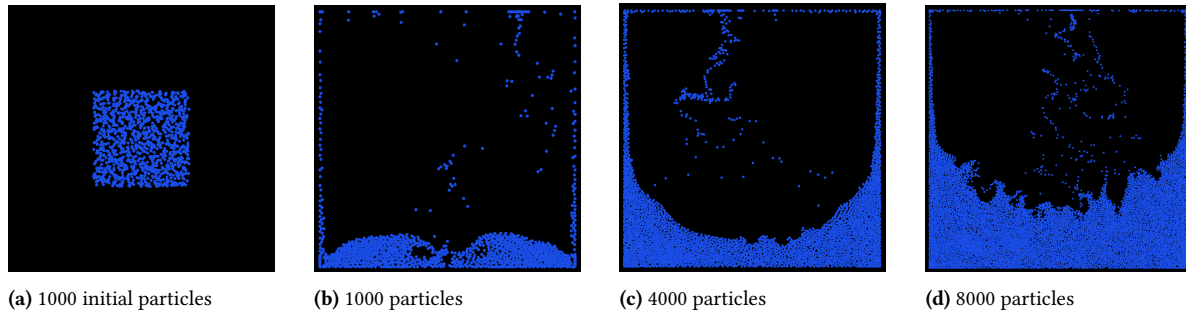 (a) 1000 initial particles
(b) 1000 particles
(c) 4000 particles
(d) 8000 particles